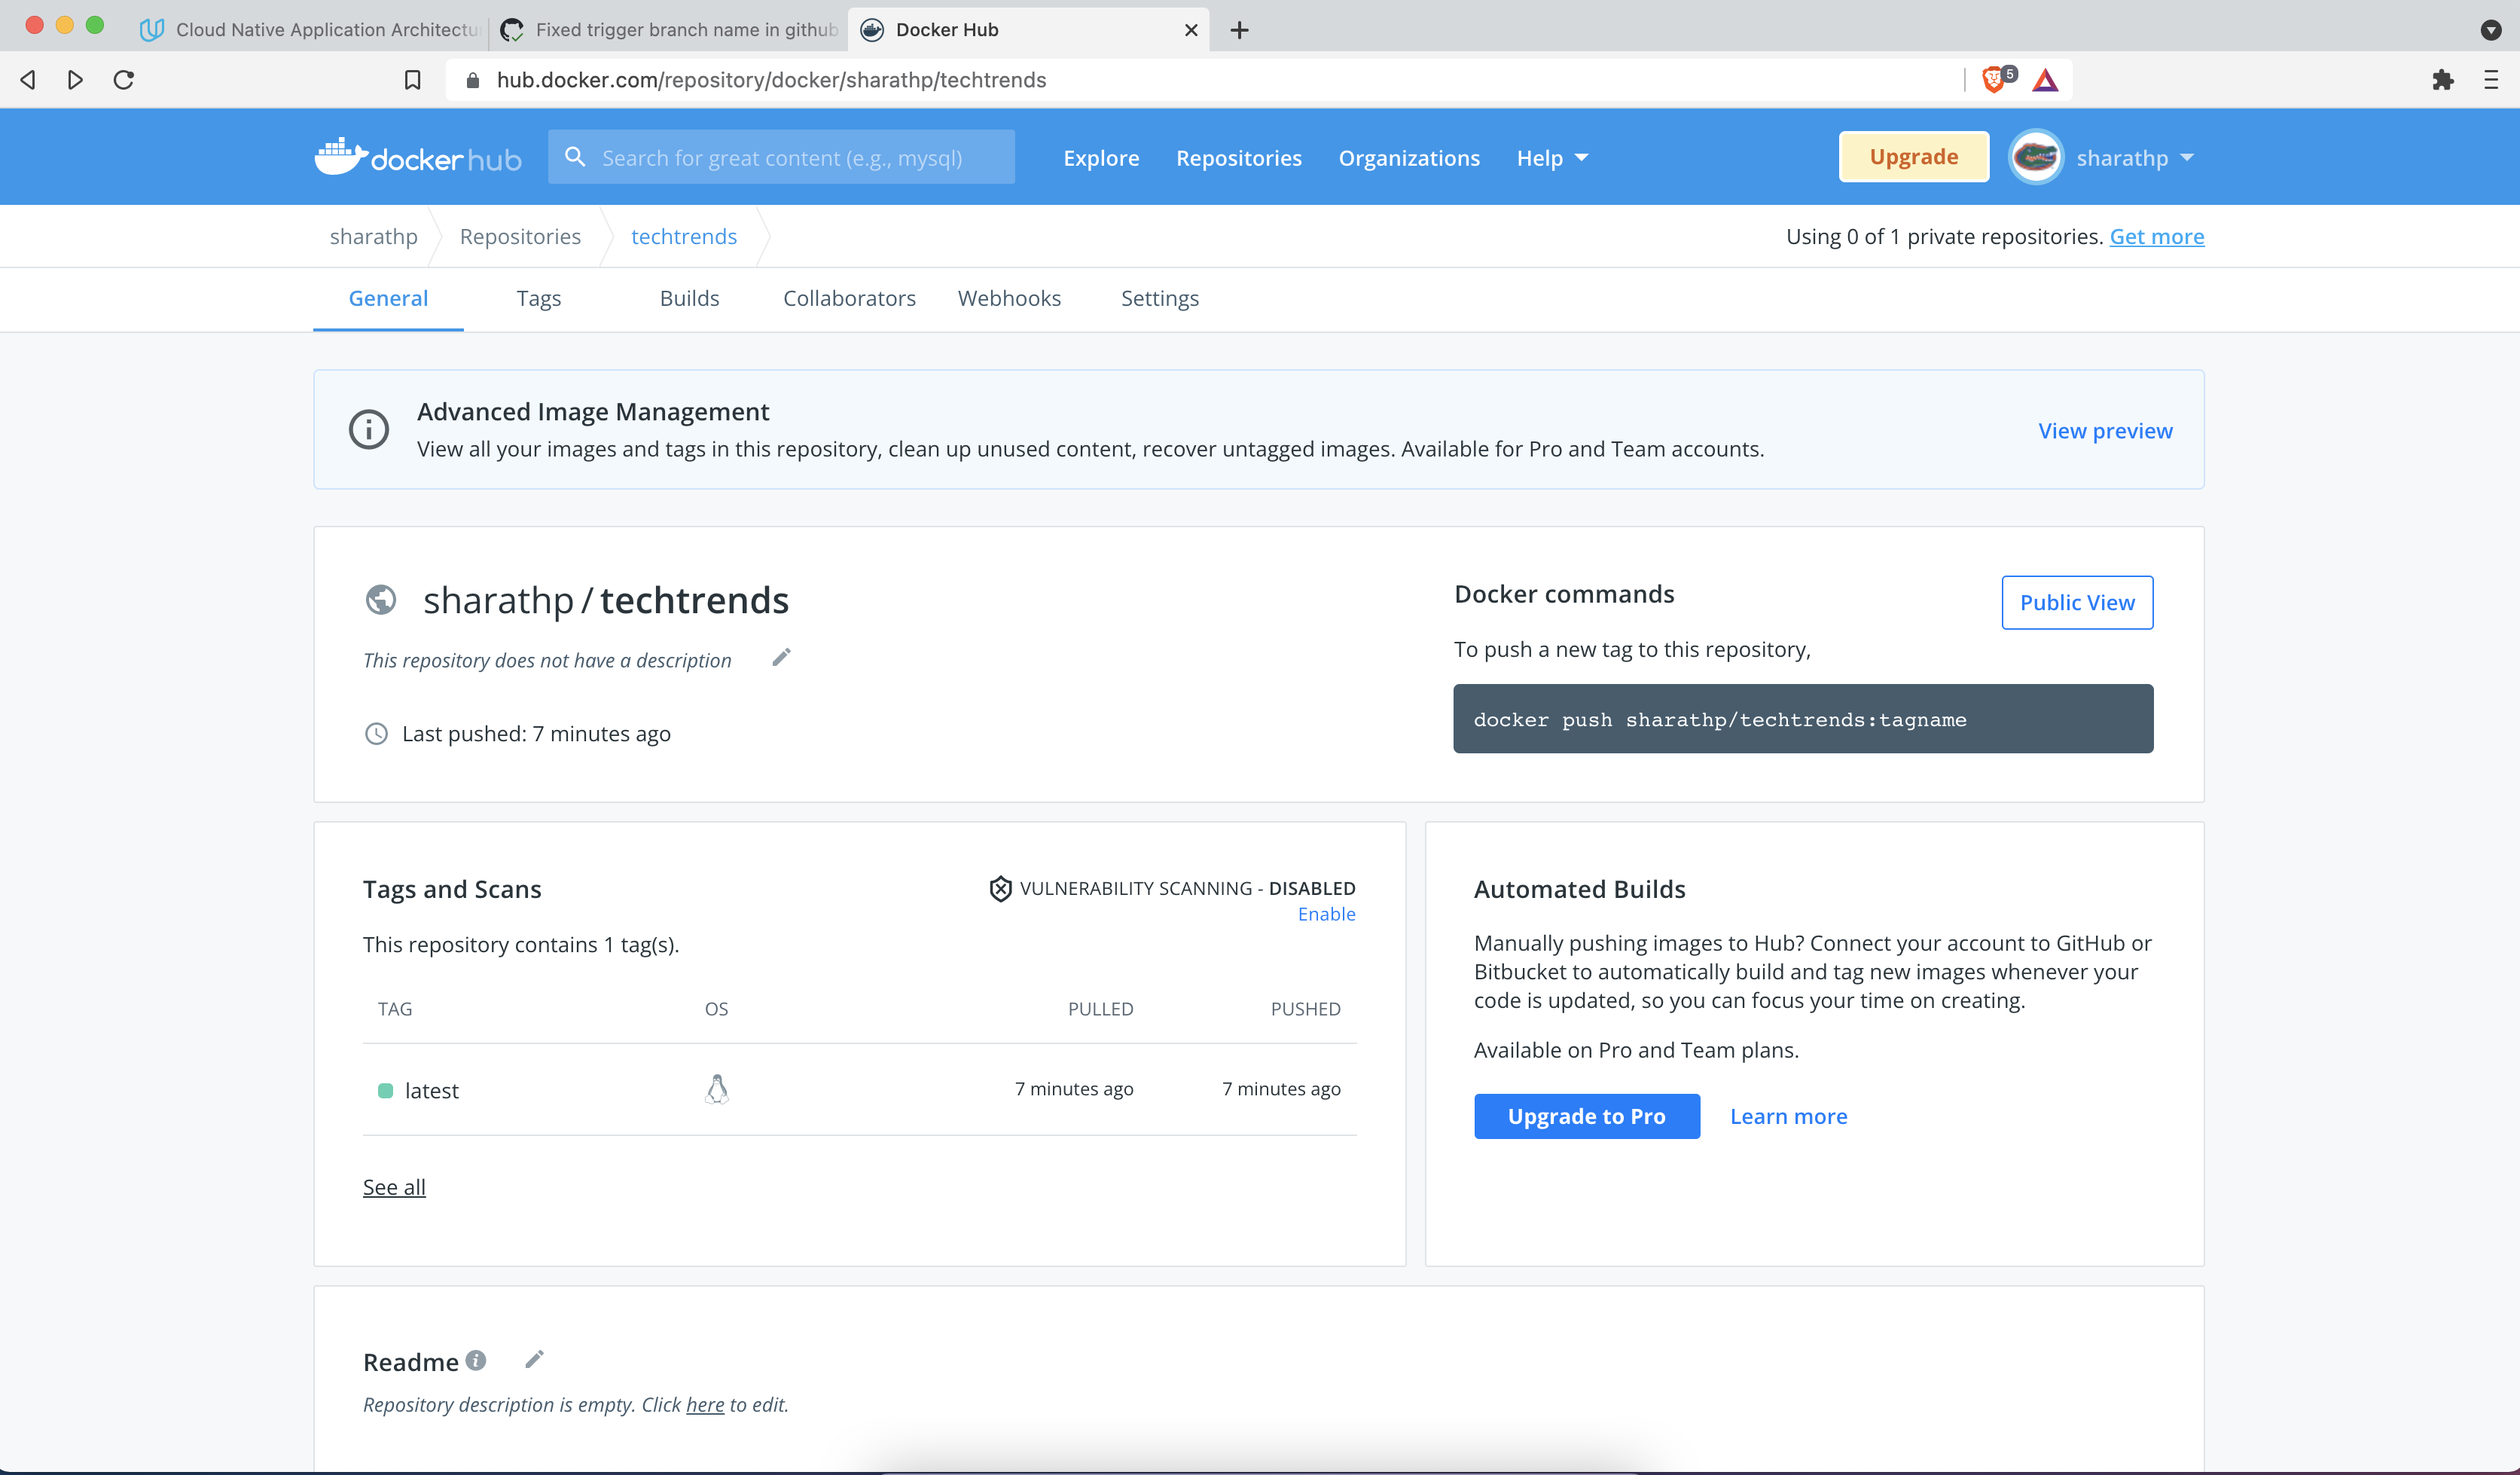 Cloud Native Application Architectu
Fixed trigger branch name in github
Docker Hub
hub.docker.com/repository/docker/sharathp/techtrends
5
docker hub
Search for great content (e.g., mysql)
Explore
Repositories
Organizations
Help
Upgrade
sharathp
sharathp
Repositories
techtrends
Using 0 of 1 private repositories. Get more
General
Tags
Builds
Collaborators
Webhooks
Settings
Advanced Image Management
View all your images and tags in this repository, clean up unused content, recover untagged images. Available for Pro and Team accounts.
View preview
sharathp / techtrends
This repository does not have a description
Last pushed: 7 minutes ago
Docker commands
Public View
To push a new tag to this repository,
docker push sharathp/techtrends:tagname
Tags and Scans
VULNERABILITY SCANNING - DISABLED
Enable
This repository contains 1 tag(s).
TAG
OS
PULLED
PUSHED
latest
7 minutes ago
7 minutes ago
See all
Automated Builds
Manually pushing images to Hub? Connect your account to GitHub or
Bitbucket to automatically build and tag new images whenever your
code is updated, so you can focus your time on creating.
Available on Pro and Team plans.
Upgrade to Pro
Learn more
Readme
Repository description is empty. Click here to edit.